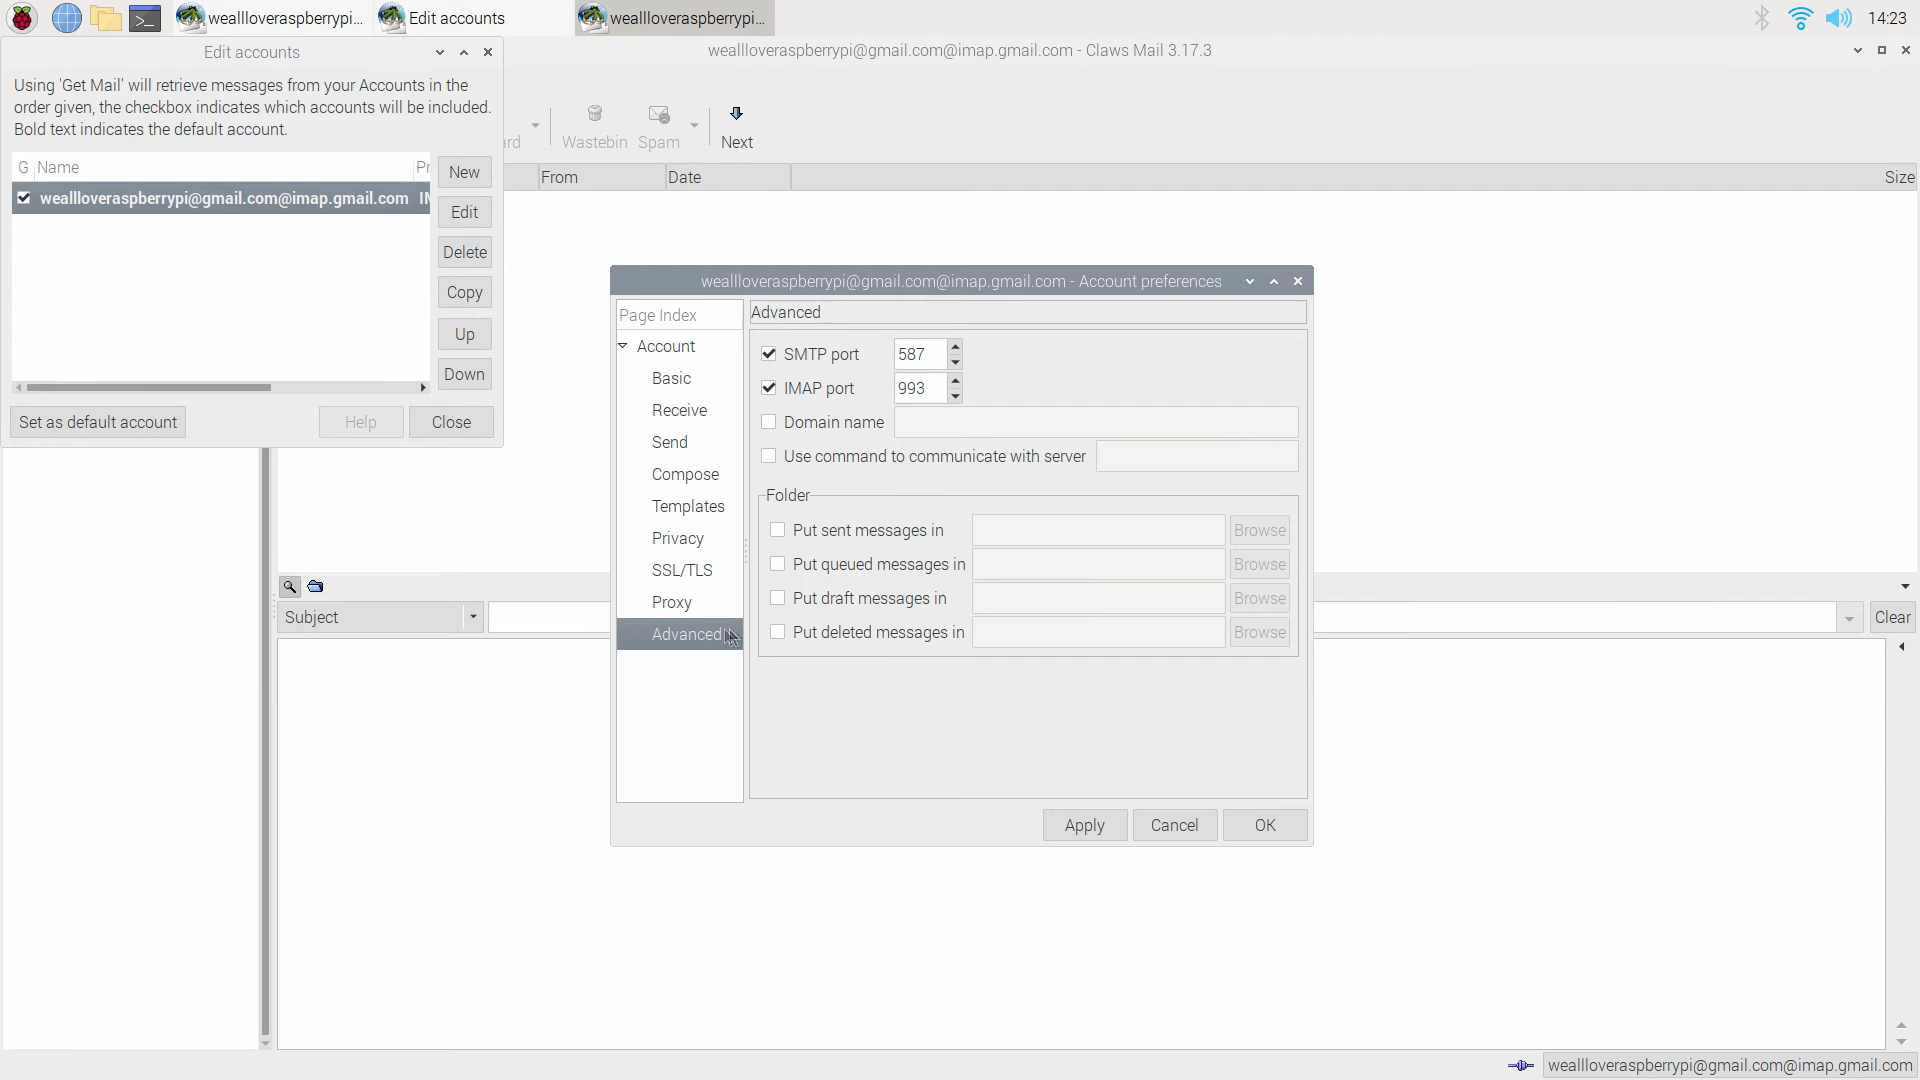 weallloveraspberrypi...
Edit accounts
weallloveraspberrypi...
14:23
Edit accounts
weallloveraspberrypi@gmail.com@imap.gmail.com - Claws Mail 3.17.3
Using 'Get Mail' will retrieve messages from your Accounts in the
order given, the checkbox indicates which accounts will be included.
Bold text indicates the default account.
G Name
New
weallloveraspberrypi@gmail.com@imap.gmail.com
Edit
Delete
Copy
Up
Down
Set as default account
Help
Close
Wastebin
Spam
Next
From
Date
Size
weallloveraspberrypi@gmail.com@imap.gmail.com - Account preferences
Page Index
Account
Basic
Receive
Send
Compose
Templates
Privacy
SSL/TLS
Proxy
Advanced
Advanced
SMTP port 587
IMAP port 993
Domain name
Use command to communicate with server
Folder
Put sent messages in Browse
Put queued messages in Browse
Put draft messages in Browse
Put deleted messages in Browse
Apply
Cancel
OK
Subject
Clear
weallloveraspberrypi@gmail.com@imap.gmail.com